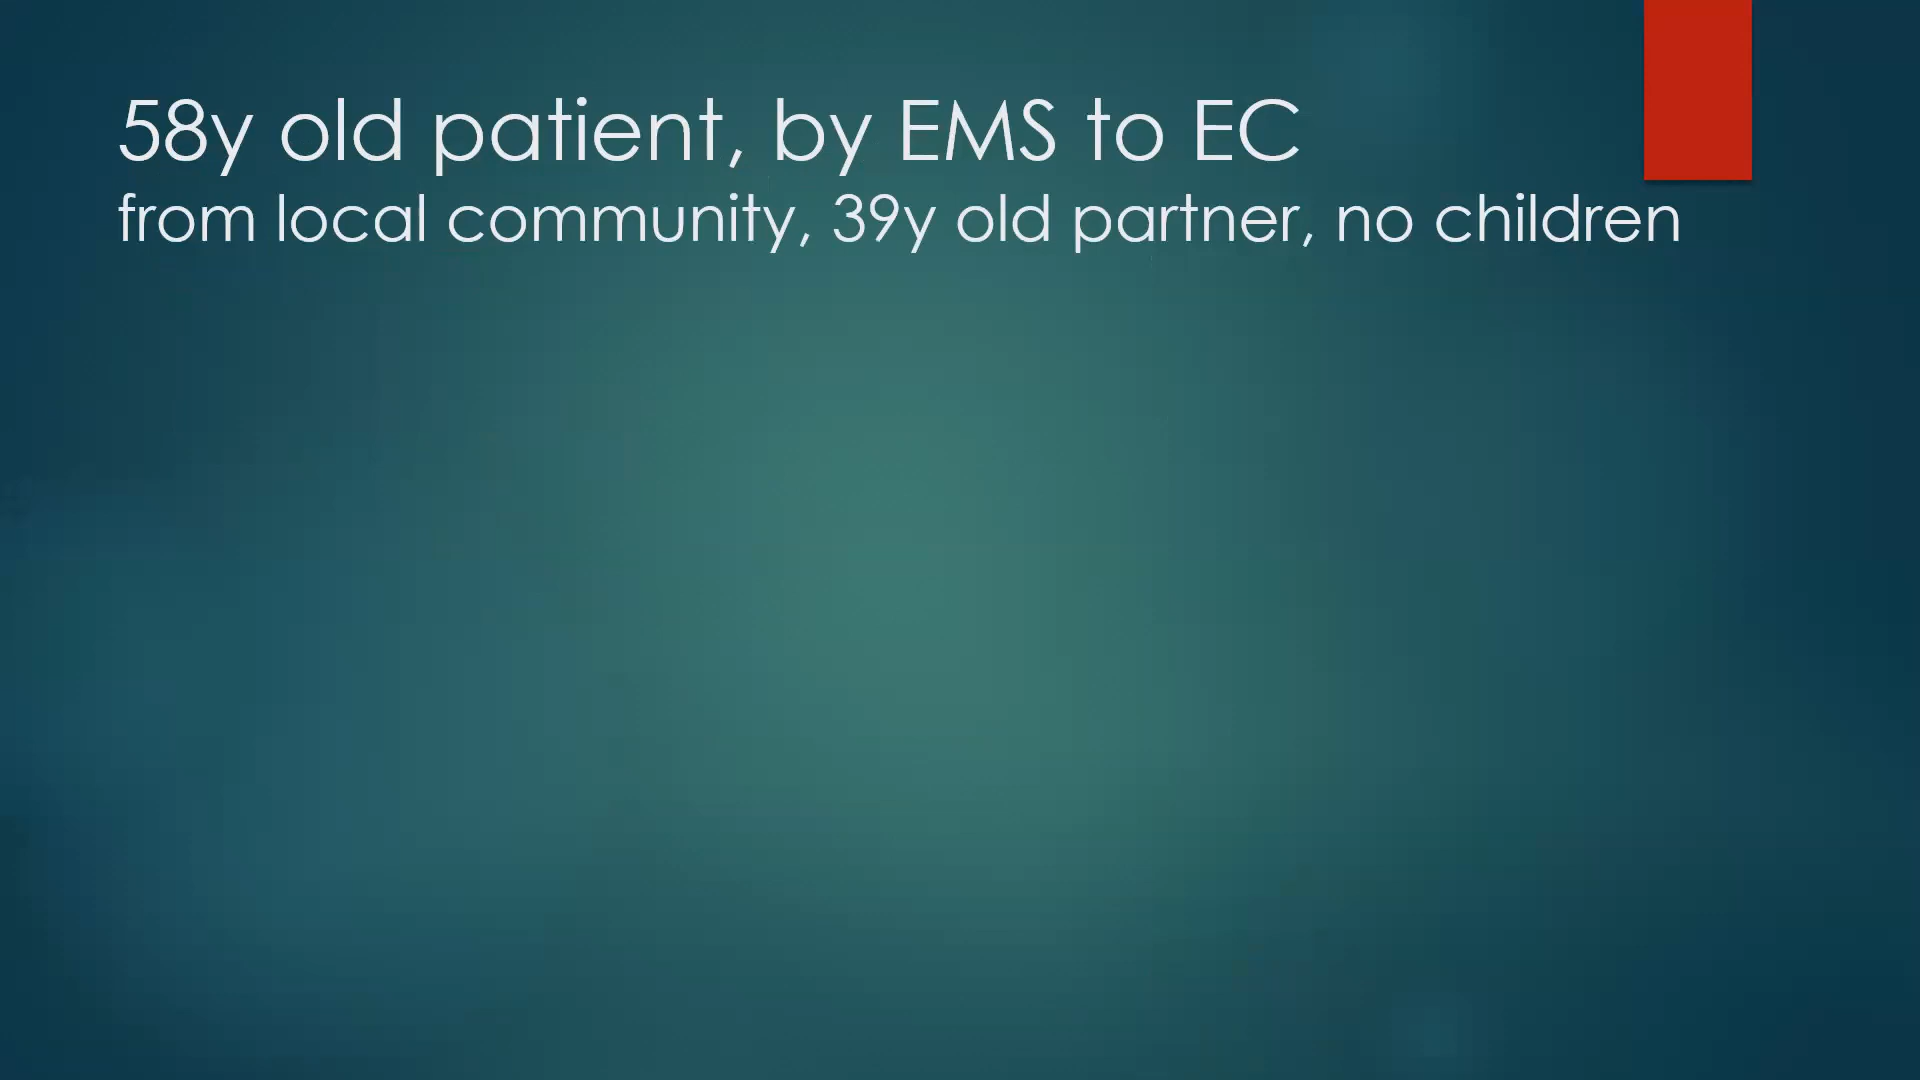 58y old patient, by EMS to EC
from local community, 39y old partner, no children